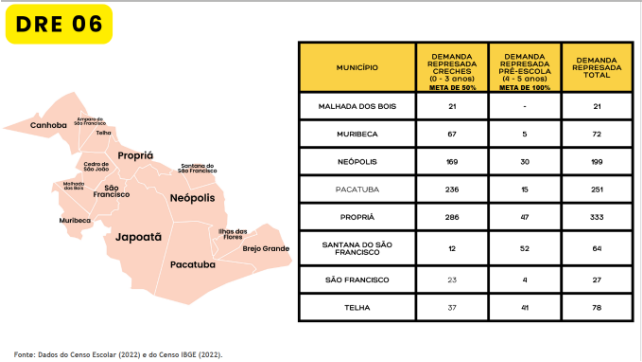 DRE 06
MUNICÍPIO
DEMANDA REPRESADA CRECHES (0 - 3 anos) META DE 50%
DEMANDA REPRESADA PRÉ-ESCOLA (4 - 5 anos) META DE 100%
DEMANDA REPRESADA TOTAL
MALHADA DOS BOIS 21 - 21
MURIBECA 67 5 72
NEÓPOLIS 169 30 199
PACATUBA 236 15 251
PROPRIÁ 286 47 333
SANTANA DO SÃO FRANCISCO 12 52 64
SÃO FRANCISCO 23 4 27
TELHA 37 41 78
Canhoba
Amparo do
São Francisco
Telha
Propriá
Cedro de
São João
Santana do
São Francisco
Malhada
dos Bois
São
Francisco
Neópolis
Muribeca
Japoatã
Ilhas das
Flores
Brejo Grande
Pacatuba
Fonte: Dados do Censo Escolar (2022) e do Censo IBGE (2022).